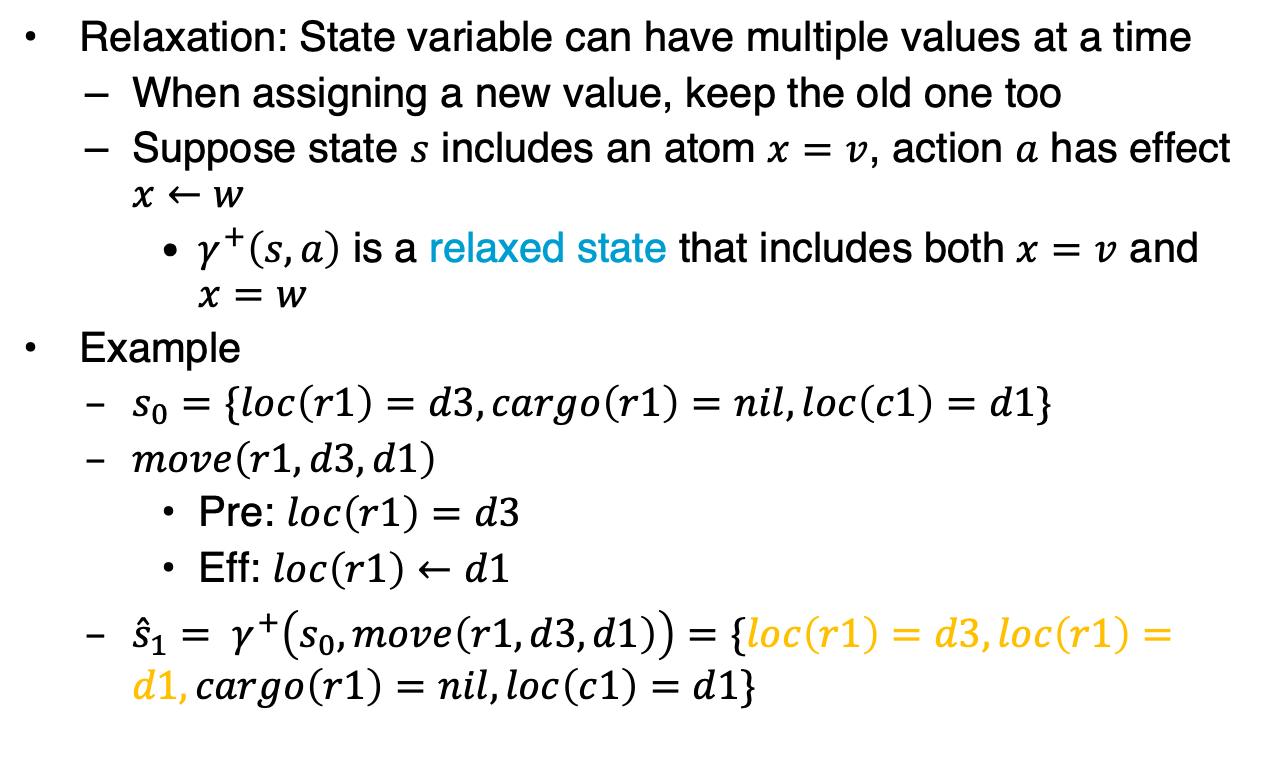 • Relaxation: State variable can have multiple values at a time
– When assigning a new value, keep the old one too
– Suppose state s includes an atom x = v, action a has effect
x ← w
• γ⁺(s, a) is a relaxed state that includes both x = v and
x = w
• Example
– s₀ = {loc(r1) = d3, cargo(r1) = nil, loc(c1) = d1}
– move(r1, d3, d1)
• Pre: loc(r1) = d3
• Eff: loc(r1) ← d1
– ŝ₁ = γ⁺(s₀, move(r1, d3, d1)) = {loc(r1) = d3, loc(r1) =
d1, cargo(r1) = nil, loc(c1) = d1}